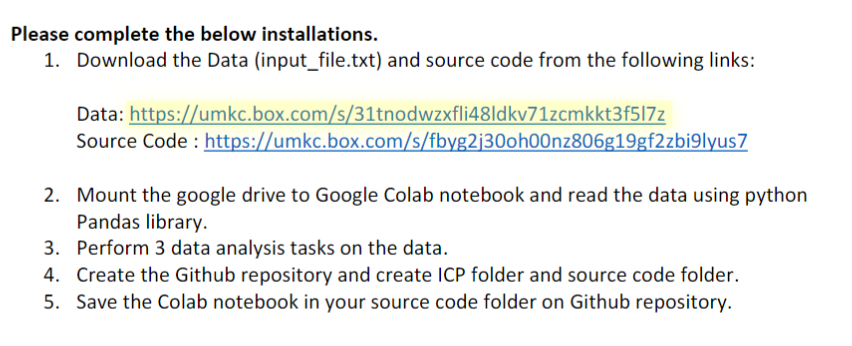 Please complete the below installations.
1. Download the Data (input_file.txt) and source code from the following links:
Data: https://umkc.box.com/s/31tnodwzxfli48ldkv71zcmkkt3f5l7z
Source Code : https://umkc.box.com/s/fbyg2j30oh00nz806g19gf2zbi9lyus7
2. Mount the google drive to Google Colab notebook and read the data using python
Pandas library.
3. Perform 3 data analysis tasks on the data.
4. Create the Github repository and create ICP folder and source code folder.
5. Save the Colab notebook in your source code folder on Github repository.